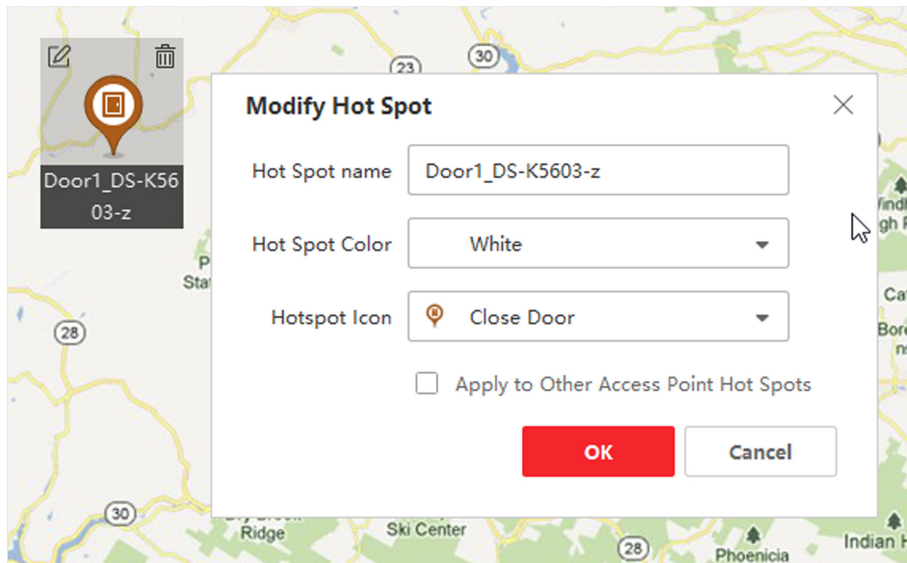 23
30
Modify Hot Spot
Door1_DS-K56
03-z
Hot Spot name
Door1_DS-K5603-z
Hot Spot Color
White
Hotspot Icon
Close Door
Apply to Other Access Point Hot Spots
OK
Cancel
28
30
Ridge
Ski Center
28
Phoenicia
Indian